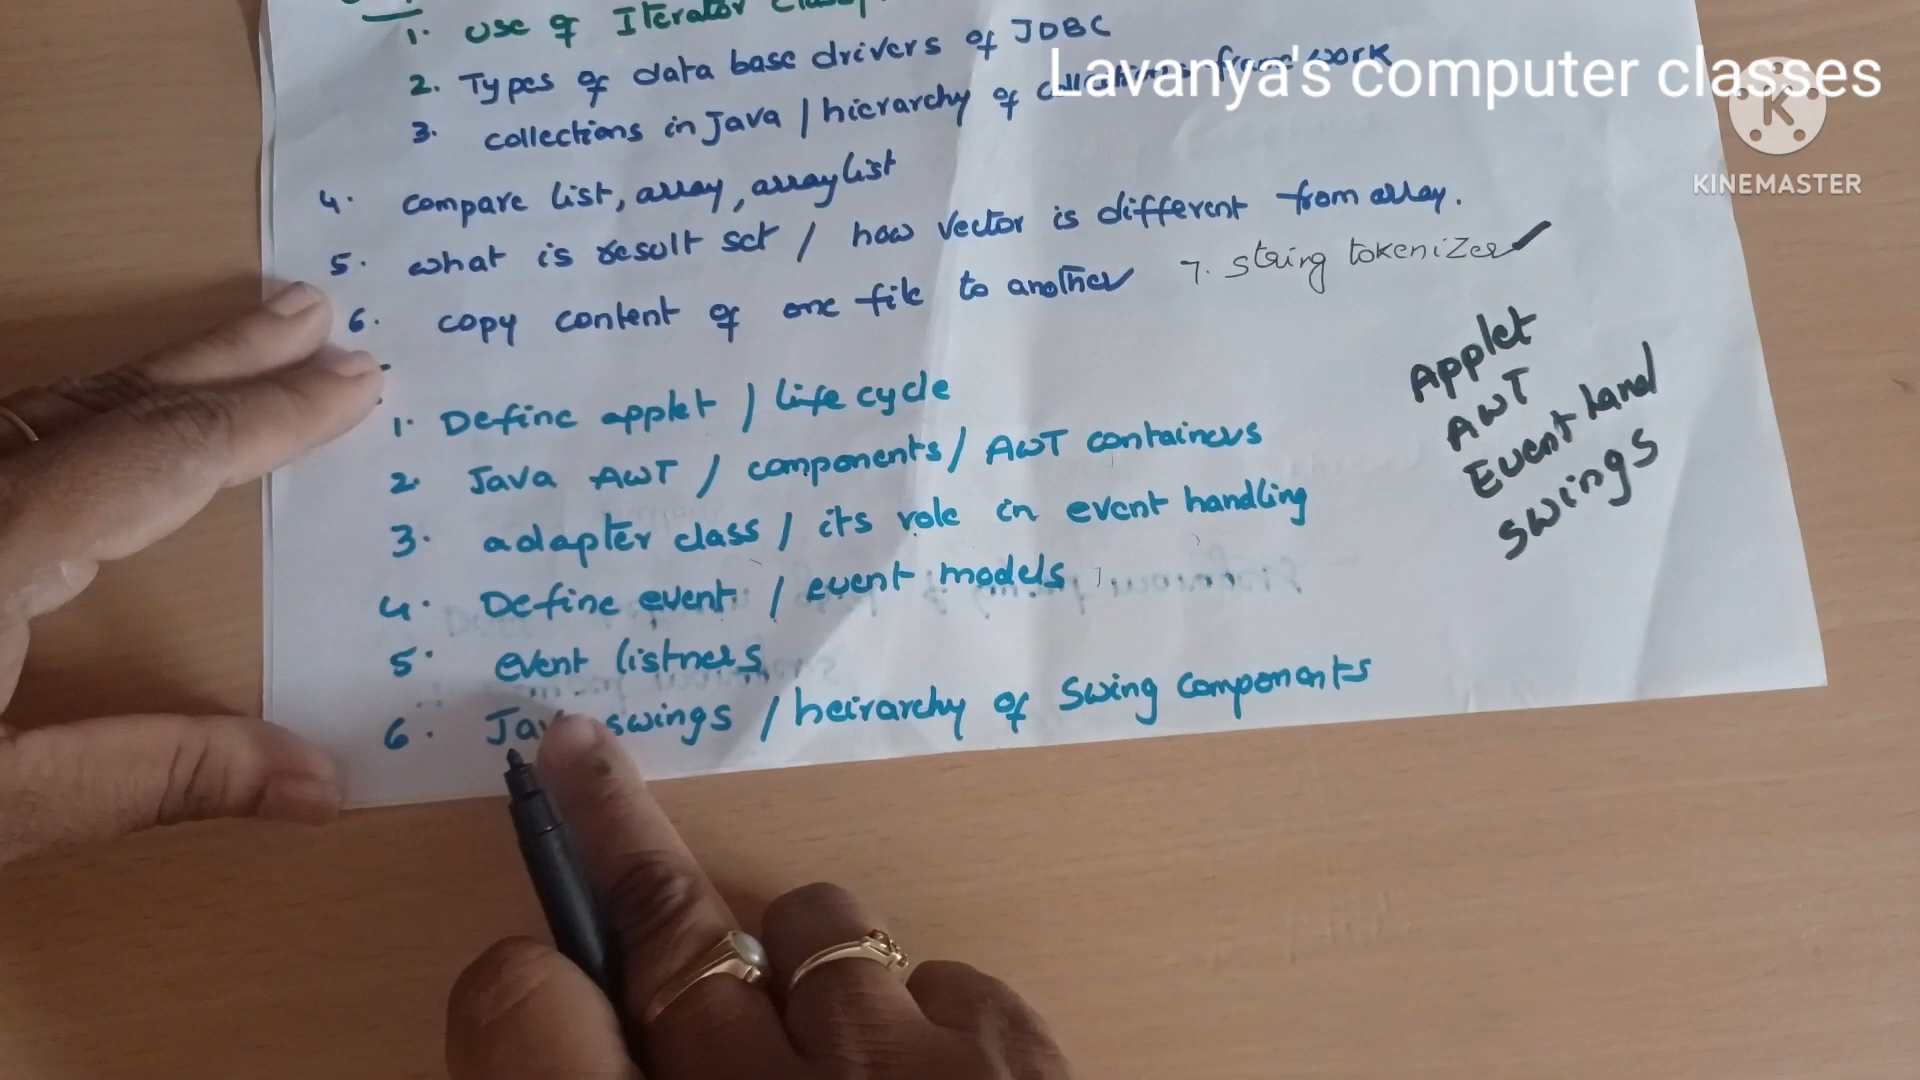 1. Use of Iterator
2. Types of data base drivers of JDBC
3. collections in Java / hierarchy of collections frame work
4. compare list, array, arraylist
5. what is result set / how vector is different from array.
6. copy content of one file to another
7. string tokenizer
1. Define applet / life cycle
2. Java AWT / components / AWT containers
3. adapter class / its role in event handling
4. Define event / event models
5. event listners
6. Java swings / heirarchy of Swing Components
Applet
AWT
Event hand
swings
Lavanya's computer classes
K
KINEMASTER